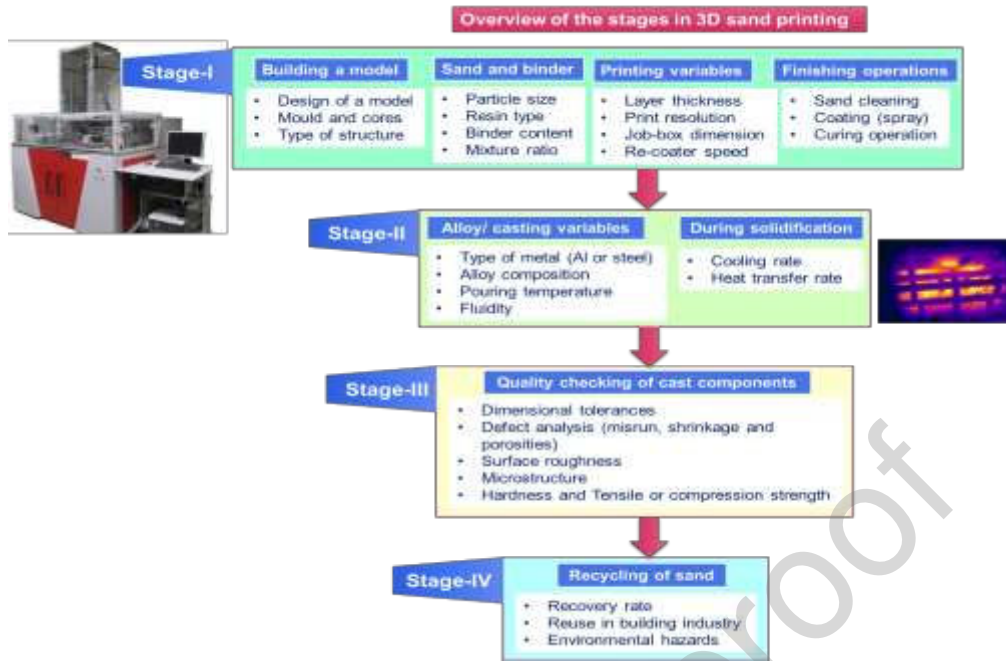 Overview of the stages in 3D sand printing
Stage-I
Building a model
• Design of a model
• Mould and cores
• Type of structure
Sand and binder
• Particle size
• Resin type
• Binder content
• Mixture ratio
Printing variables
• Layer thickness
• Print resolution
• Job-box dimension
• Re-coater speed
Finishing operations
• Sand cleaning
• Coating (spray)
• Curing operation
Stage-II
Alloy/ casting variables
• Type of metal (Al or steel)
• Alloy composition
• Pouring temperature
• Fluidity
During solidification
• Cooling rate
• Heat transfer rate
Stage-III
Quality checking of cast components
• Dimensional tolerances
• Defect analysis (misrun, shrinkage and
porosities)
• Surface roughness
• Microstructure
• Hardness and Tensile or compression strength
Stage-IV
Recycling of sand
• Recovery rate
• Reuse in building industry
• Environmental hazards
proof